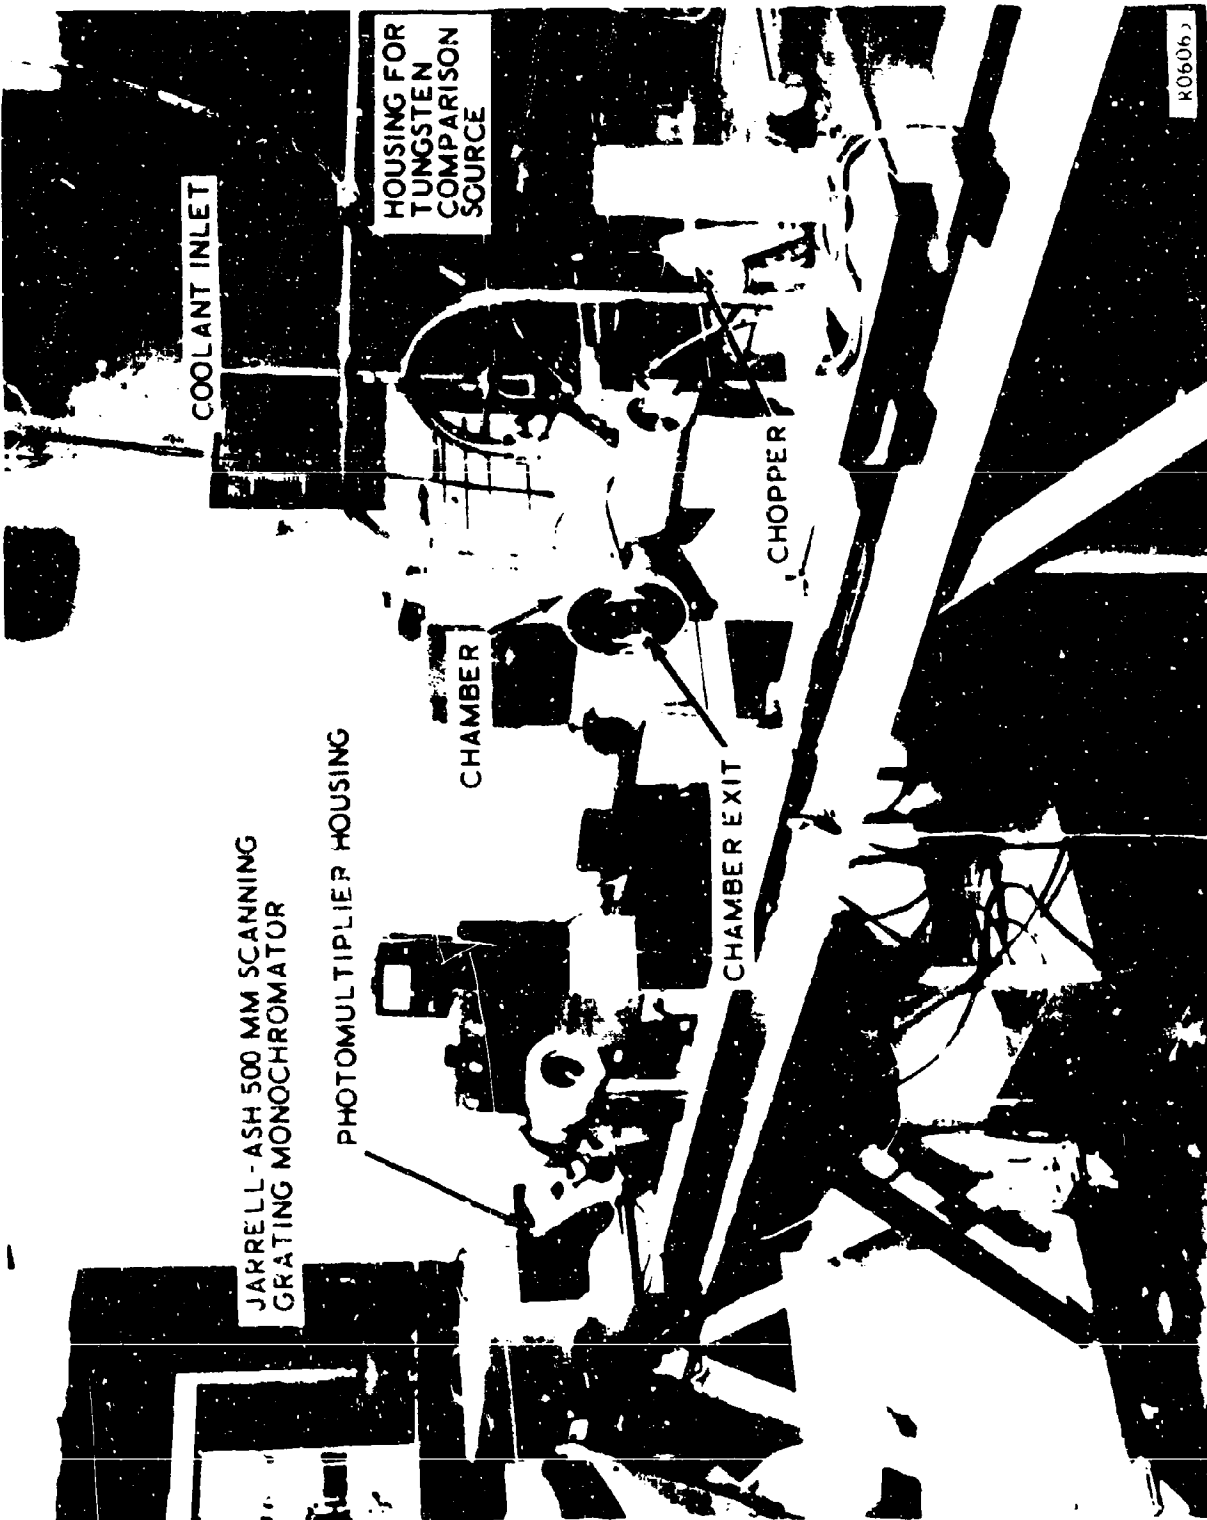 JARRELL-ASH 500 MM SCANNING
GRATING MONOCHROMATOR
PHOTOMULTIPLIER HOUSING
CHAMBER
COOLANT INLET
HOUSING FOR
TUNGSTEN
COMPARISON
SOURCE
CHAMBER EXIT
CHOPPER